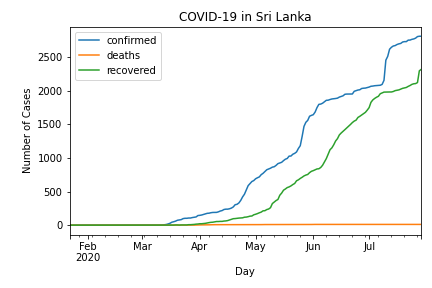 COVID-19 in Sri Lanka
confirmed
deaths
recovered
Number of Cases
2500
2000
1500
1000
500
0
Feb
2020
Mar
Apr
May
Jun
Jul
Day